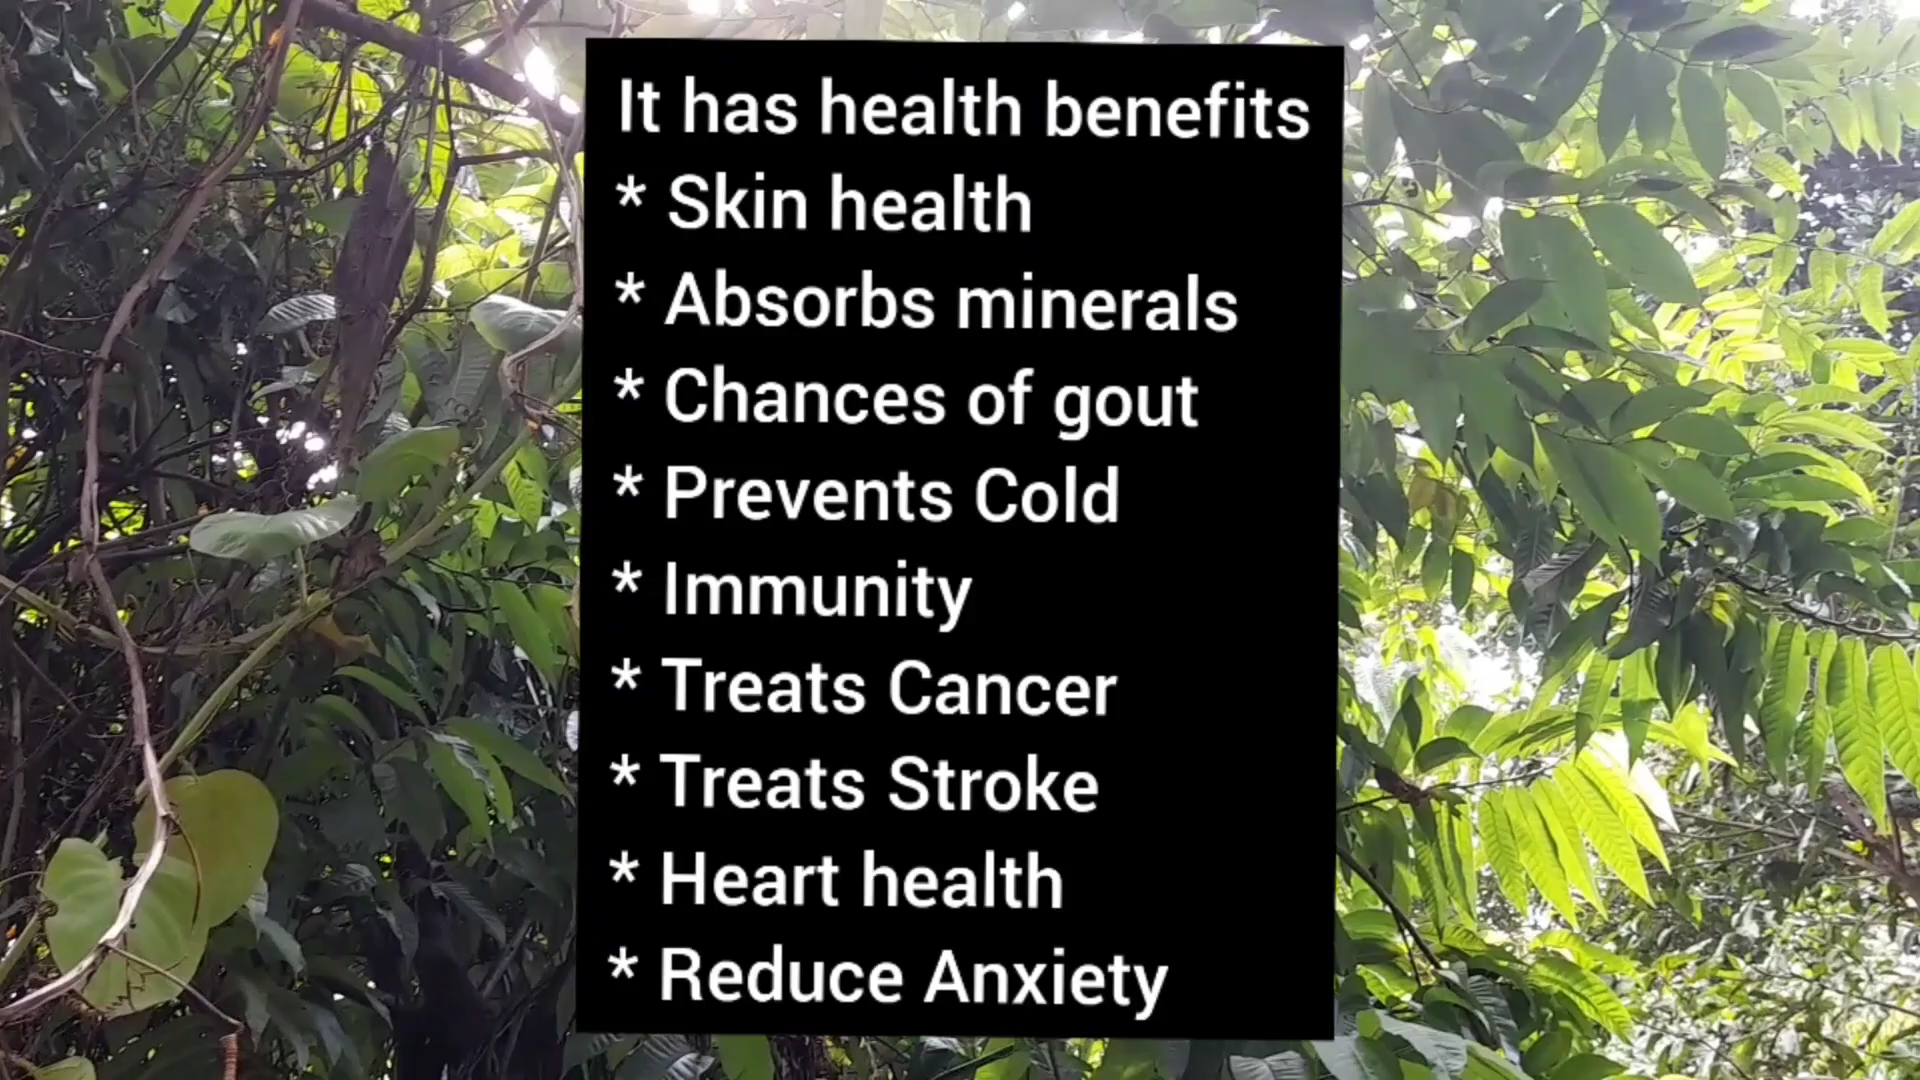 It has health benefits
* Skin health
* Absorbs minerals
* Chances of gout
* Prevents Cold
* Immunity
* Treats Cancer
* Treats Stroke
* Heart health
* Reduce Anxiety